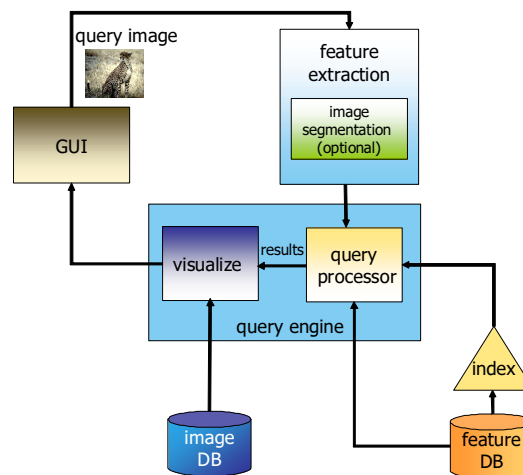 query image
feature
extraction
image
segmentation
(optional)
GUI
visualize
results
query
processor
query engine
index
image
DB
feature
DB